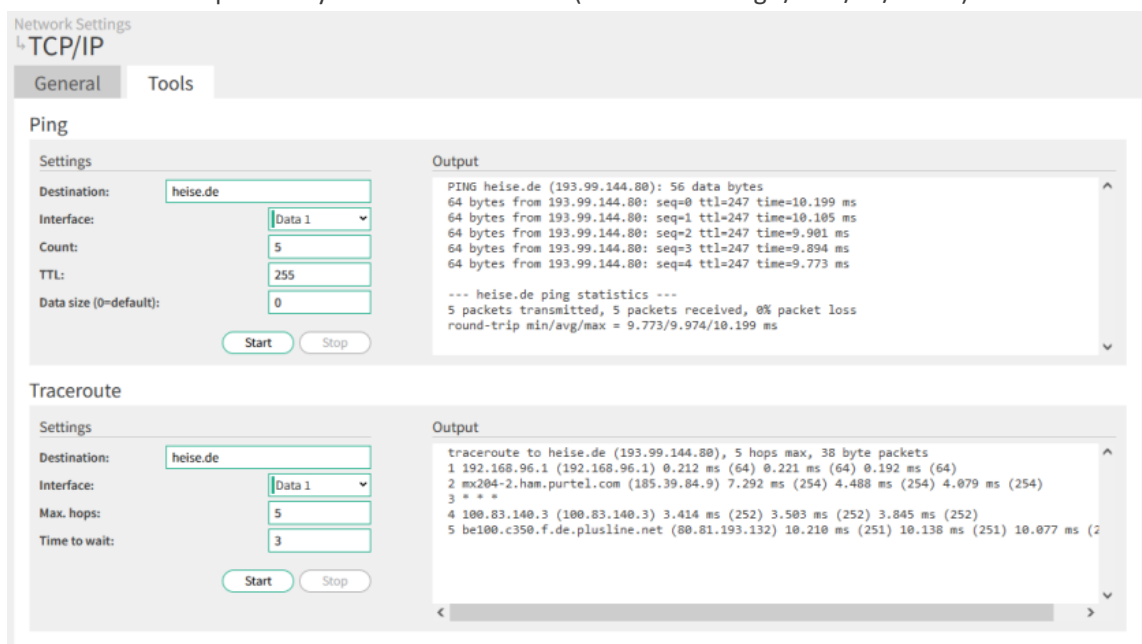 Network Settings
↳ TCP/IP
General Tools
Ping
Settings
Destination: heise.de
Interface: Data 1
Count: 5
TTL: 255
Data size (0=default): 0
Start Stop
Output
PING heise.de (193.99.144.80): 56 data bytes
64 bytes from 193.99.144.80: seq=0 ttl=247 time=10.199 ms
64 bytes from 193.99.144.80: seq=1 ttl=247 time=10.105 ms
64 bytes from 193.99.144.80: seq=2 ttl=247 time=9.901 ms
64 bytes from 193.99.144.80: seq=3 ttl=247 time=9.894 ms
64 bytes from 193.99.144.80: seq=4 ttl=247 time=9.773 ms
--- heise.de ping statistics ---
5 packets transmitted, 5 packets received, 0% packet loss
round-trip min/avg/max = 9.773/9.974/10.199 ms
Traceroute
Settings
Destination: heise.de
Interface: Data 1
Max. hops: 5
Time to wait: 3
Start Stop
Output
traceroute to heise.de (193.99.144.80), 5 hops max, 38 byte packets
1 192.168.96.1 (192.168.96.1) 0.212 ms (64) 0.221 ms (64) 0.192 ms (64)
2 mx204-2.ham.purtel.com (185.39.84.9) 7.292 ms (254) 4.488 ms (254) 4.079 ms (254)
3 * * *
4 100.83.140.3 (100.83.140.3) 3.414 ms (252) 3.503 ms (252) 3.845 ms (252)
5 be100.c350.f.de.plusline.net (80.81.193.132) 10.210 ms (251) 10.138 ms (251) 10.077 ms (2